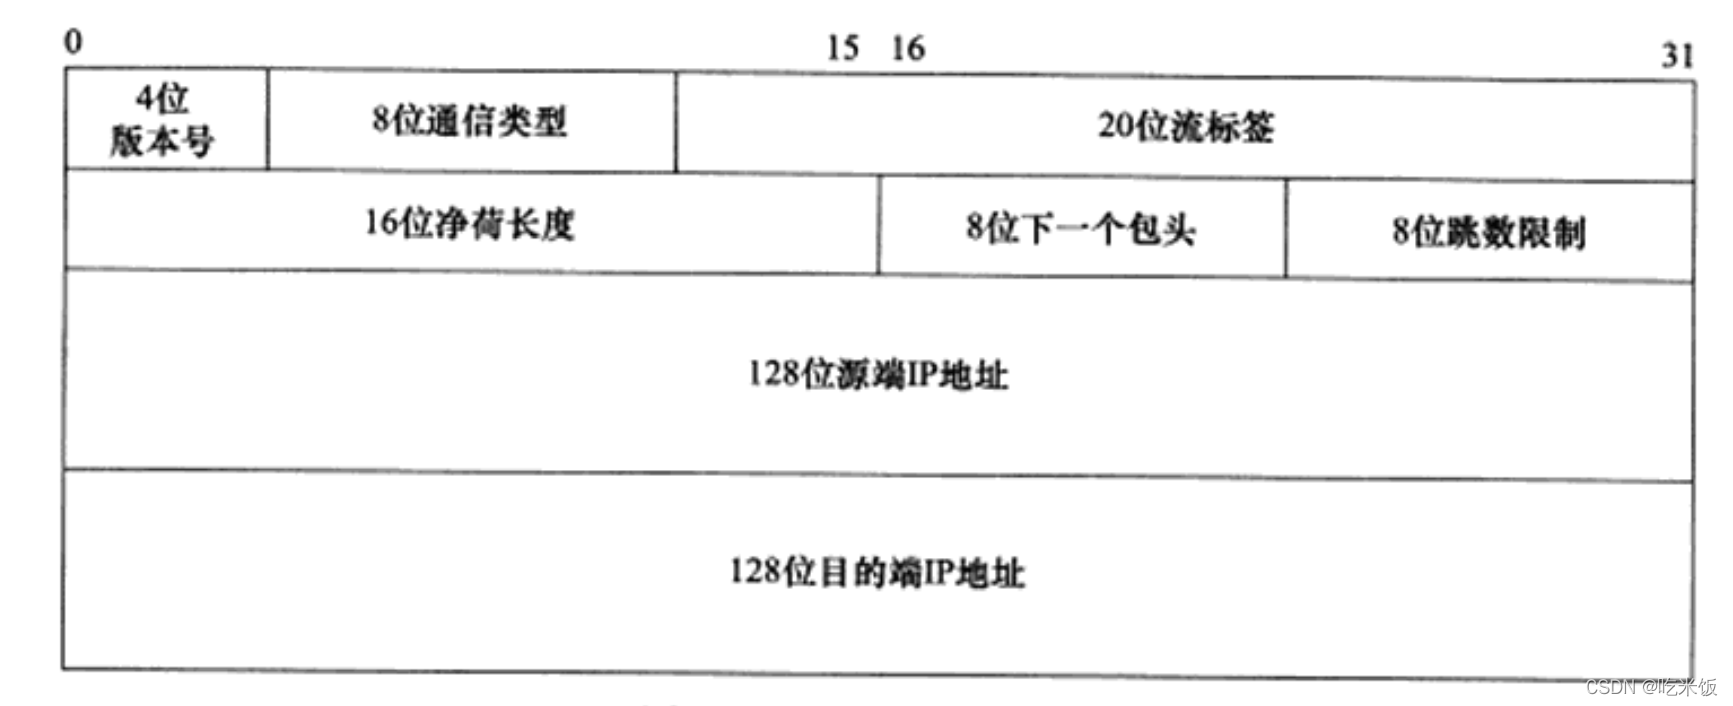 0 15 16 31
4位
版本号
8位通信类型
20位流标签
16位净荷长度
8位下一个包头
8位跳数限制
128位源端IP地址
128位目的端IP地址
CSDN @吃米饭